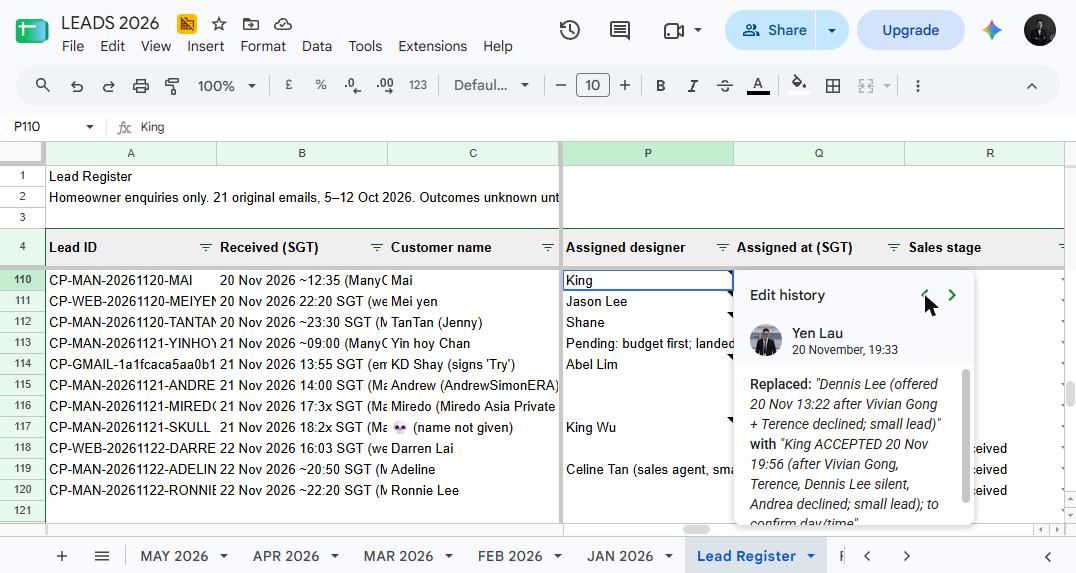 LEADS 2026
File Edit View Insert Format Data Tools Extensions Help
Share
Upgrade
100%
£
%
.0
.00
123
Defaul...
10
B
I
A
P110
fx King
A B C P Q R
1 Lead Register
2 Homeowner enquiries only. 21 original emails, 5–12 Oct 2026. Outcomes unknown unt
3
4 Lead ID Received (SGT) Customer name Assigned designer Assigned at (SGT) Sales stage
110 CP-MAN-20261120-MAI 20 Nov 2026 ~12:35 (ManyC Mai King
111 CP-WEB-20261120-MEIYEN 20 Nov 2026 22:20 SGT (we Mei yen Jason Lee
112 CP-MAN-20261120-TANTAN 20 Nov 2026 ~23:30 SGT (M TanTan (Jenny) Shane
113 CP-MAN-20261121-YINHOY 21 Nov 2026 ~09:00 (ManyC Yin hoy Chan Pending: budget first; landed
114 CP-GMAIL-1a1fcaca5aa0b1 21 Nov 2026 13:55 SGT (em KD Shay (signs 'Try') Abel Lim
115 CP-MAN-20261121-ANDRE 21 Nov 2026 14:00 SGT (Ma Andrew (AndrewSimonERA)
116 CP-MAN-20261121-MIREDO 21 Nov 2026 17:3x SGT (Ma Miredo (Miredo Asia Private
117 CP-MAN-20261121-SKULL 21 Nov 2026 18:2x SGT (Ma 💀 (name not given) King Wu
118 CP-WEB-20261122-DARRE 22 Nov 2026 16:03 SGT (we Darren Lai ceived
119 CP-MAN-20261122-ADELIN 22 Nov 2026 ~20:50 SGT (M Adeline Celine Tan (sales agent, sma ceived
120 CP-MAN-20261122-RONNIE 22 Nov 2026 ~22:20 SGT (M Ronnie Lee ceived
121
Edit history
Yen Lau
20 November, 19:33
Replaced: "Dennis Lee (offered
20 Nov 13:22 after Vivian Gong
+ Terence declined; small lead)"
with "King ACCEPTED 20 Nov
19:56 (after Vivian Gong,
Terence, Dennis Lee silent,
Andrea declined; small lead); to
confirm day/time"
MAY 2026 APR 2026 MAR 2026 FEB 2026 JAN 2026 Lead Register